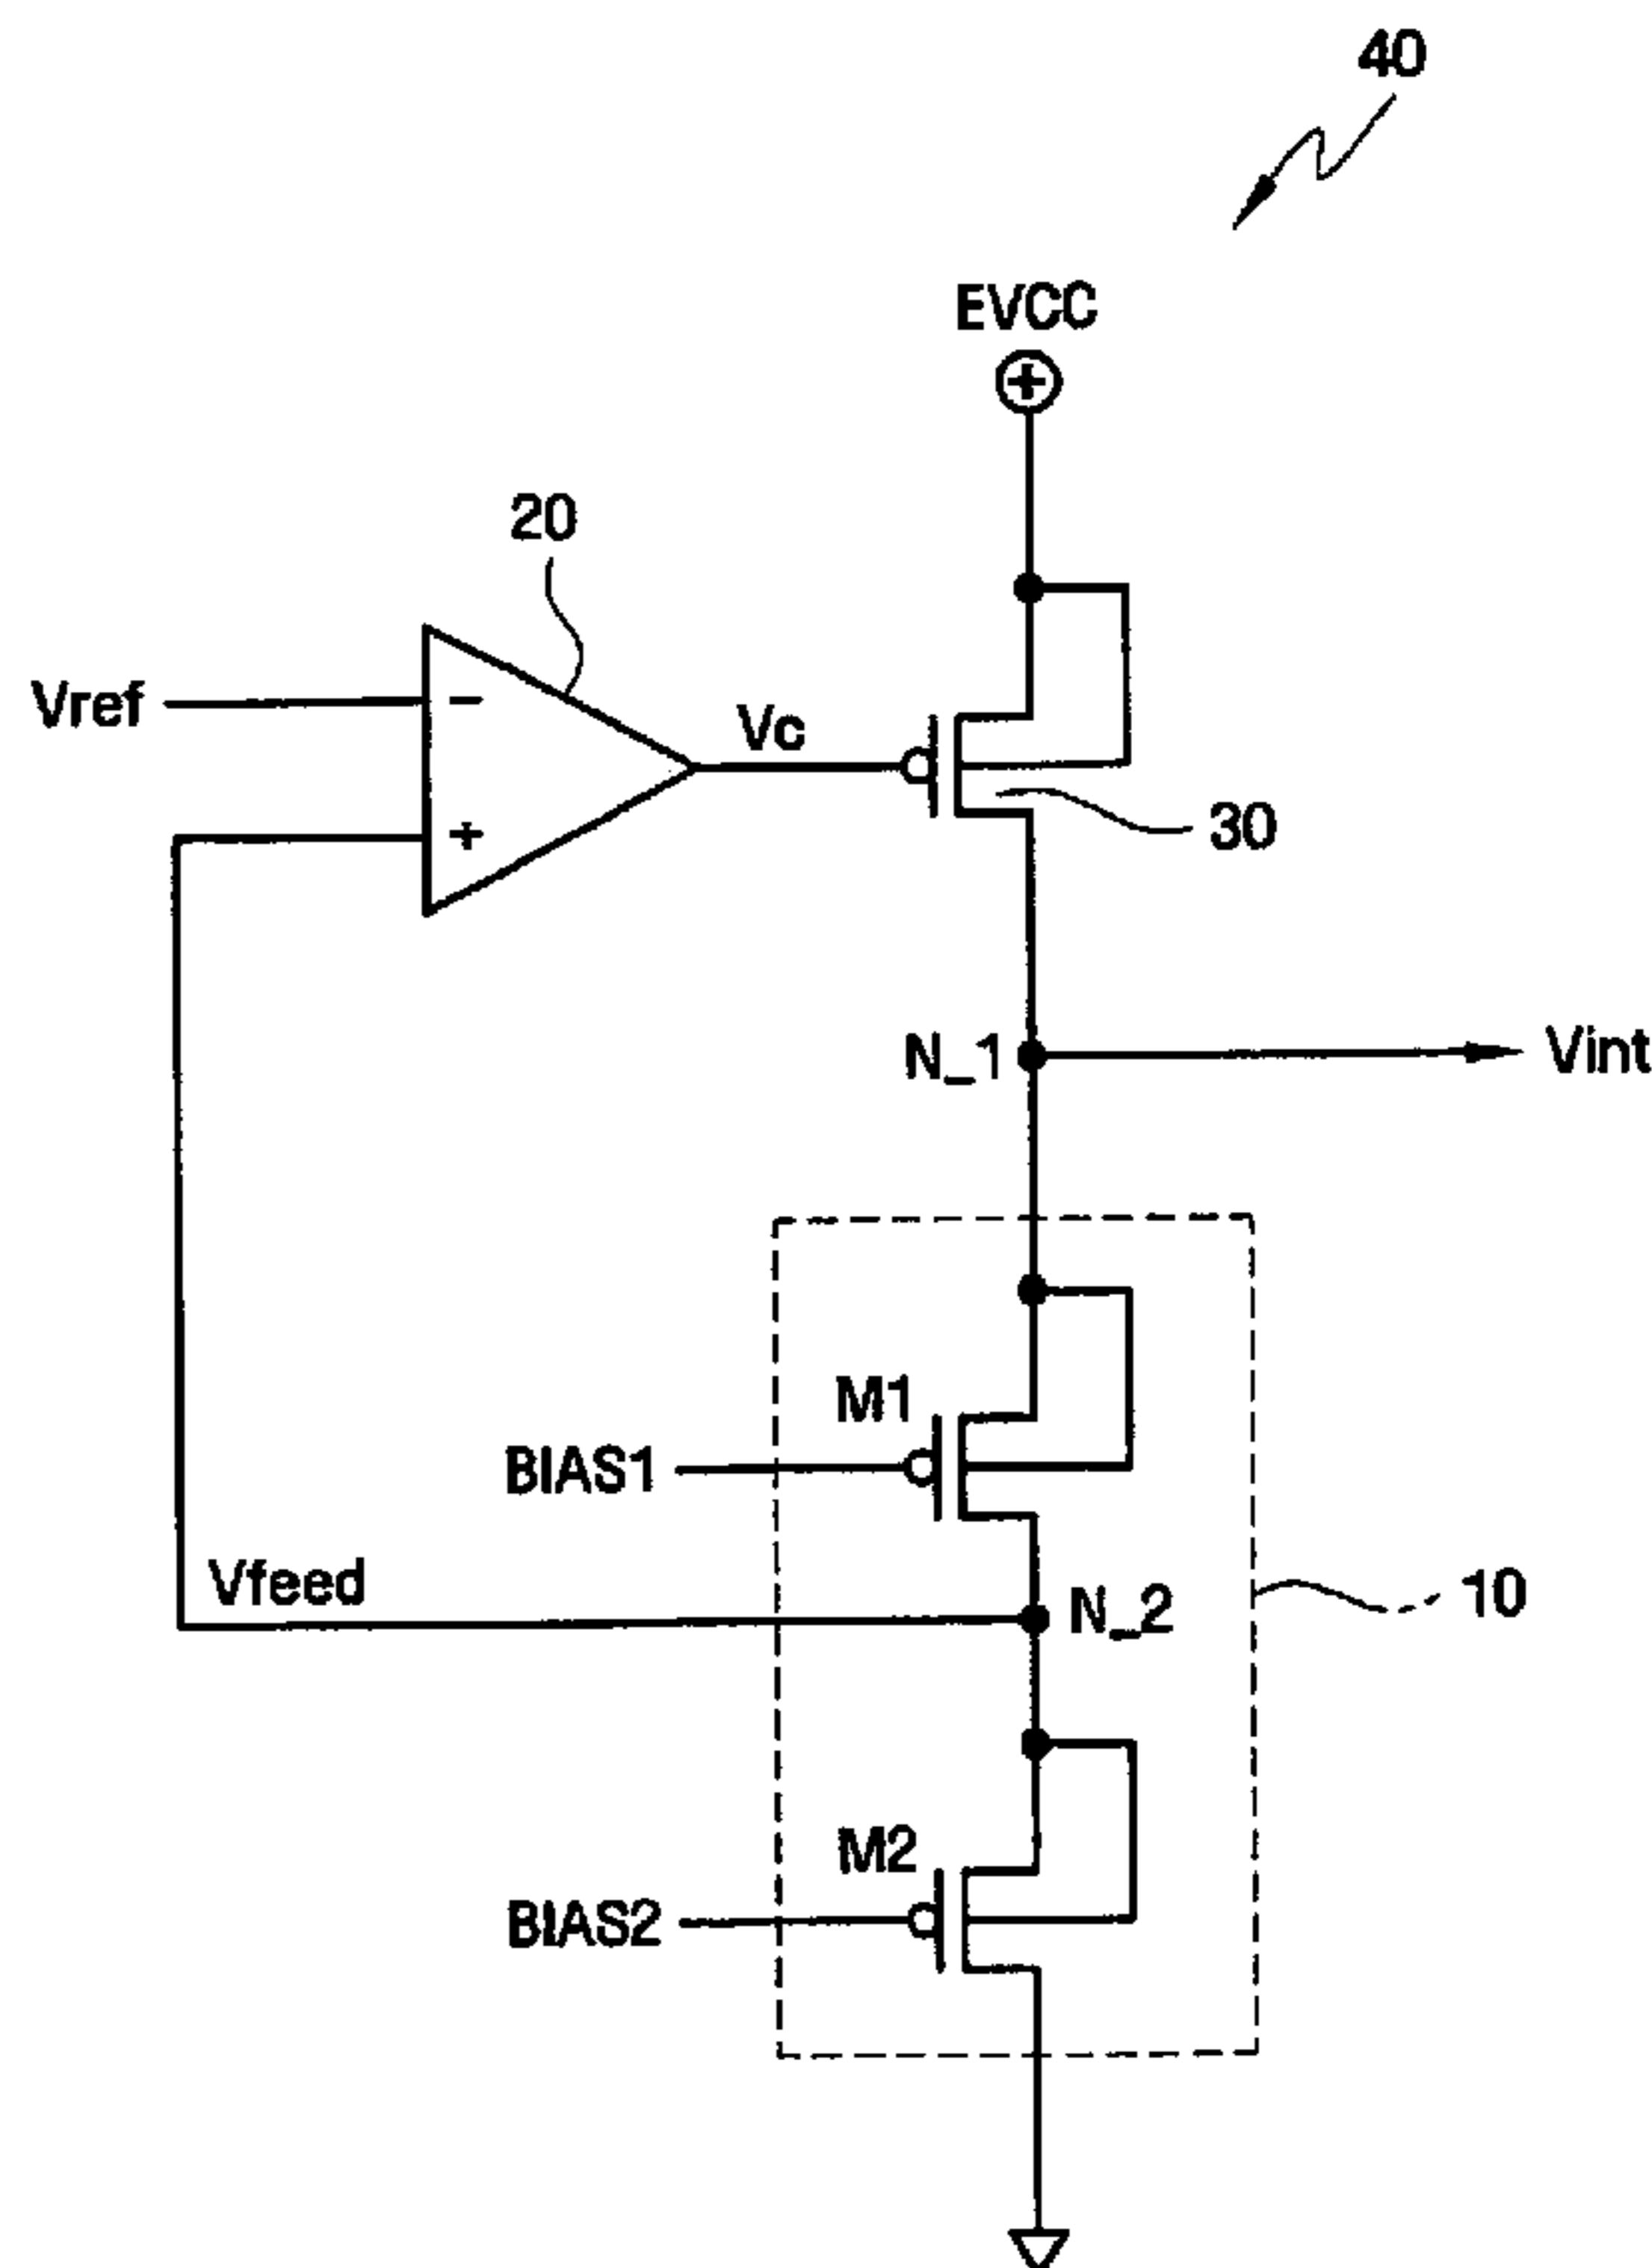 40
EVCC
20
Vref
−
Vc
+
30
N_1
Vint
M1
BIAS1
Vfeed
N_2
10
M2
BIAS2